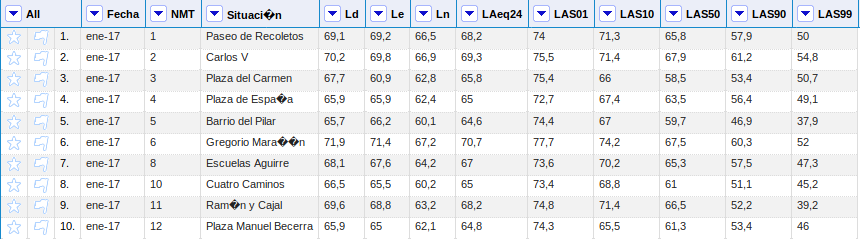 All Fecha NMT Situaci�n Ld Le Ln LAeq24 LAS01 LAS10 LAS50 LAS90 LAS99
1. ene-17 1 Paseo de Recoletos 69,1 69,2 66,5 68,2 74 71,3 65,8 57,9 50
2. ene-17 2 Carlos V 70,2 69,8 66,9 69,3 75,5 71,4 67,9 61,2 54,8
3. ene-17 3 Plaza del Carmen 67,7 60,9 62,8 65,8 75,4 66 58,5 53,4 50,7
4. ene-17 4 Plaza de Espa�a 65,9 65,9 62,4 65 72,7 67,4 63,5 56,4 49,1
5. ene-17 5 Barrio del Pilar 65,7 66,2 60,1 64,6 74,4 67 59,7 46,9 37,9
6. ene-17 6 Gregorio Mara��n 71,9 71,4 67,2 70,7 77,7 74,2 67,5 60,3 52
7. ene-17 8 Escuelas Aguirre 68,1 67,6 64,2 67 73,6 70,2 65,3 57,5 47,3
8. ene-17 10 Cuatro Caminos 66,5 65,5 60,2 65 73,4 68,8 61 51,1 45,2
9. ene-17 11 Ram�n y Cajal 69,6 68,8 63,2 68,2 74,8 71,4 66,5 52,2 39,2
10. ene-17 12 Plaza Manuel Becerra 65,9 65 62,1 64,8 74,3 65,5 61,3 53,4 46